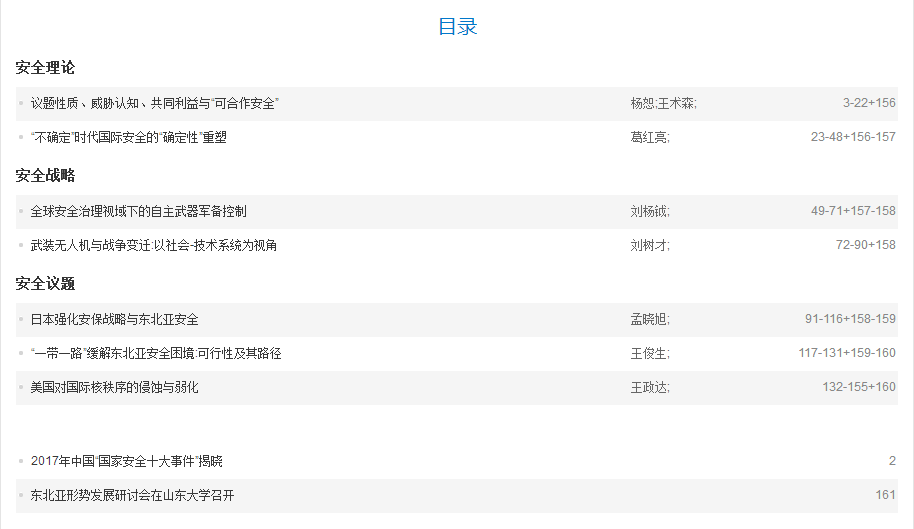 目录
安全理论
议题性质、威胁认知、共同利益与“可合作安全” 杨恕;王术森; 3-22+156
“不确定”时代国际安全的“确定性”重塑 葛红亮; 23-48+156-157
安全战略
全球安全治理视域下的自主武器军备控制 刘杨钺; 49-71+157-158
武装无人机与战争变迁:以社会-技术系统为视角 刘树才; 72-90+158
安全议题
日本强化安保战略与东北亚安全 孟晓旭; 91-116+158-159
“一带一路”缓解东北亚安全困境:可行性及其路径 王俊生; 117-131+159-160
美国对国际核秩序的侵蚀与弱化 王政达; 132-155+160
2017年中国“国家安全十大事件”揭晓 2
东北亚形势发展研讨会在山东大学召开 161